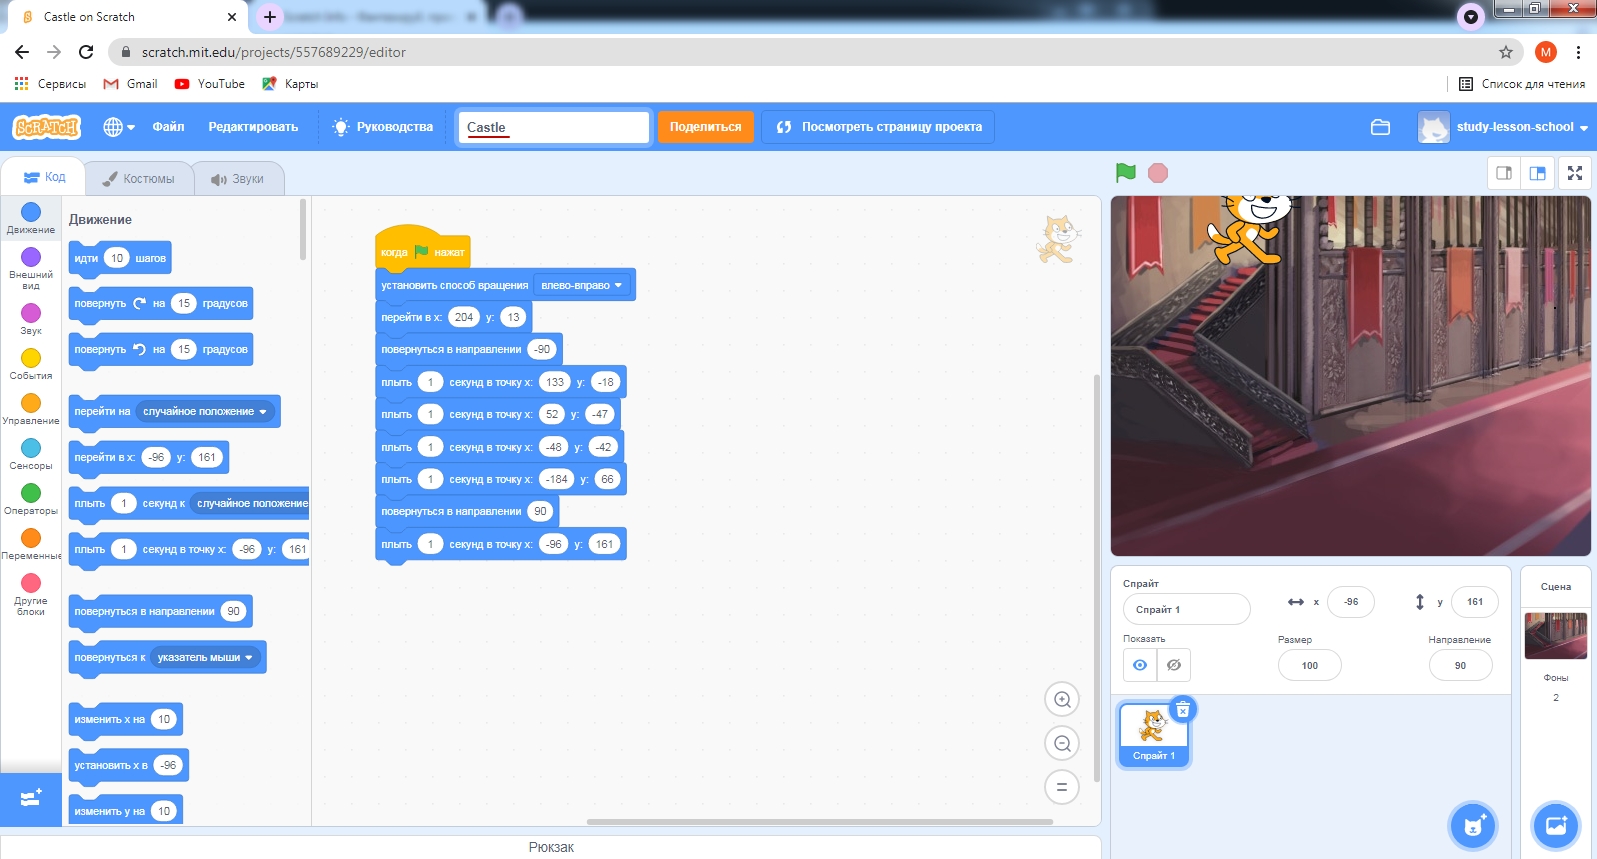 Castle on Scratch
scratch.mit.edu/projects/557689229/editor
M
Сервисы
Gmail
YouTube
Карты
Список для чтения
SCRATCH
Файл
Редактировать
Руководства
Castle
Поделиться
Посмотреть страницу проекта
study-lesson-school
Код
Костюмы
Звуки
Движение
Внешний
вид
Звук
События
Управление
Сенсоры
Операторы
Переменные
Другие
блоки
Движение
идти 10 шагов
повернуть на 15 градусов
повернуть на 15 градусов
перейти на случайное положение
перейти в x: -96 y: 161
плыть 1 секунд к случайное положение
плыть 1 секунд в точку x: -96 y: 161
повернуться в направлении 90
повернуться к указатель мыши
изменить x на 10
установить x в -96
изменить y на 10
когда нажат
установить способ вращения влево-вправо
перейти в x: 204 y: 13
повернуться в направлении -90
плыть 1 секунд в точку x: 133 y: -18
плыть 1 секунд в точку x: 52 y: -47
плыть 1 секунд в точку x: -48 y: -42
плыть 1 секунд в точку x: -184 y: 66
повернуться в направлении 90
плыть 1 секунд в точку x: -96 y: 161
Спрайт
Спрайт 1
x -96
y 161
Показать
Размер
100
Направление
90
Спрайт 1
Сцена
Фоны
2
Рюкзак